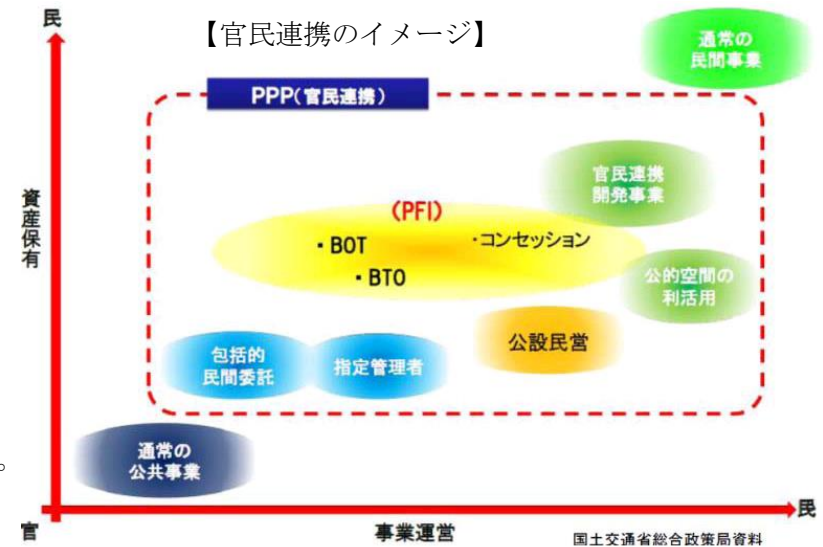 民
【官民連携のイメージ】
通常の
民間事業
PPP(官民連携)
官民連携
開発事業
資産保有
(PFI)
・BOT
・コンセッション
・BTO
公的空間の
利活用
公設民営
包括的
民間委託
指定管理者
通常の
公共事業
。
官
事業運営
民
国土交通省総合政策局資料